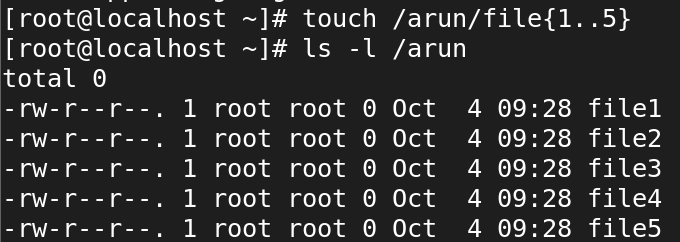 [root@localhost ~]# touch /arun/file{1..5}
[root@localhost ~]# ls -l /arun
total 0
-rw-r--r--. 1 root root 0 Oct  4 09:28 file1
-rw-r--r--. 1 root root 0 Oct  4 09:28 file2
-rw-r--r--. 1 root root 0 Oct  4 09:28 file3
-rw-r--r--. 1 root root 0 Oct  4 09:28 file4
-rw-r--r--. 1 root root 0 Oct  4 09:28 file5